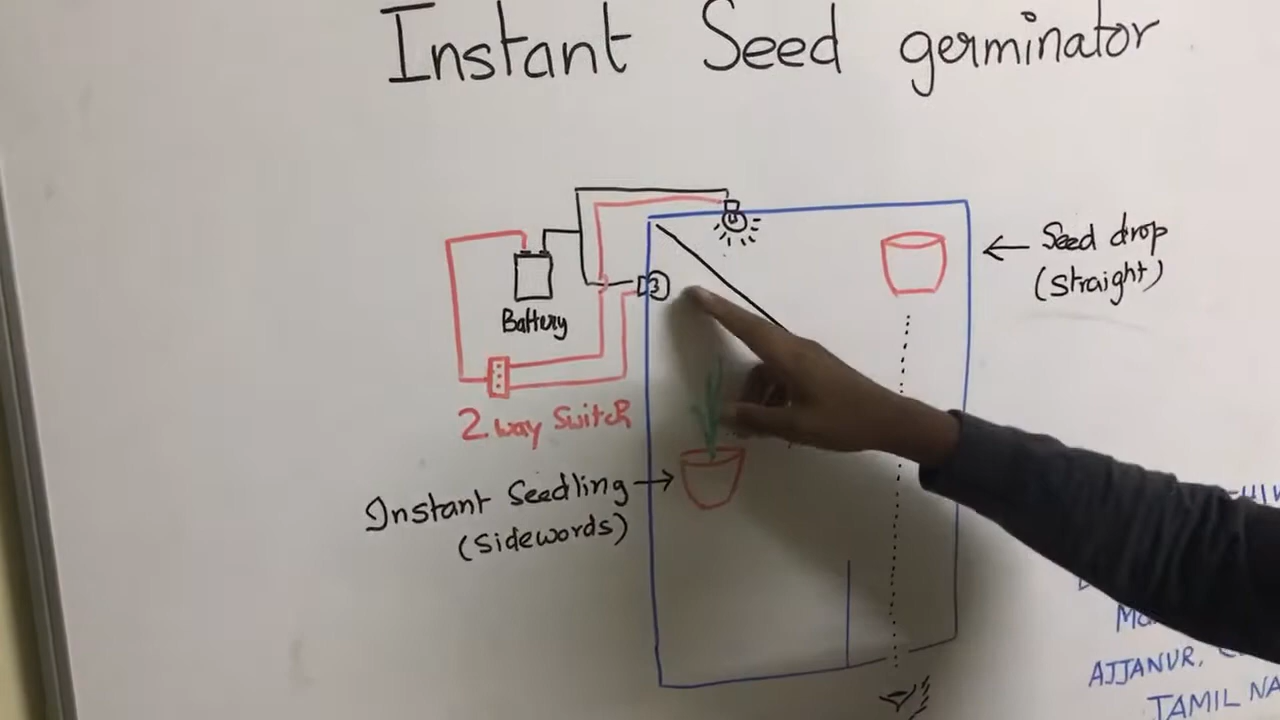 Instant Seed germinator
Seed drop
(straight)
Battery
2 way Switch
Instant Seedling
(Sidewords)
AJJANUR,
TAMIL NA